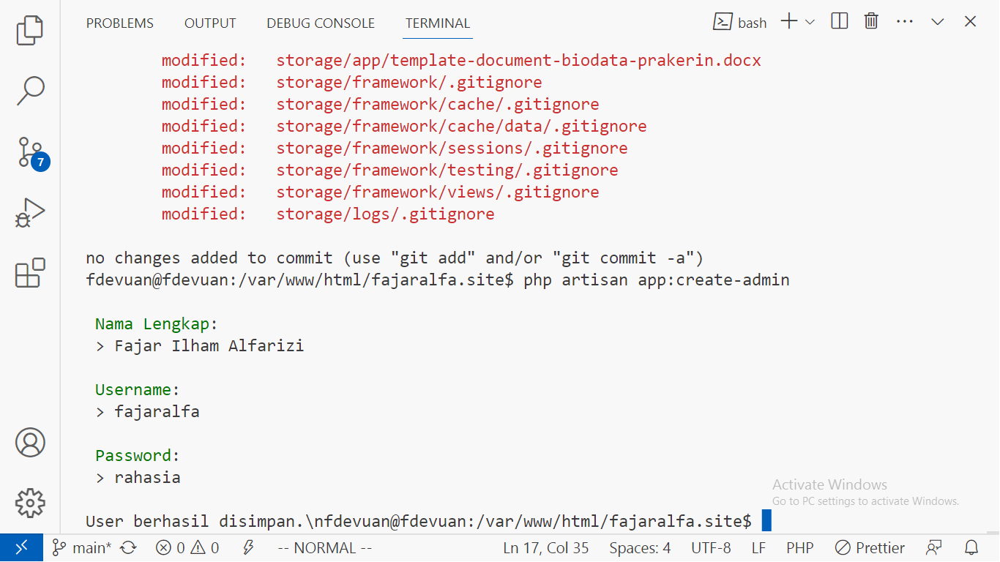 PROBLEMS OUTPUT DEBUG CONSOLE TERMINAL bash
modified: storage/app/template-document-biodata-prakerin.docx
modified: storage/framework/.gitignore
modified: storage/framework/cache/.gitignore
modified: storage/framework/cache/data/.gitignore
modified: storage/framework/sessions/.gitignore
modified: storage/framework/testing/.gitignore
modified: storage/framework/views/.gitignore
modified: storage/logs/.gitignore
no changes added to commit (use "git add" and/or "git commit -a")
fdevuan@fdevuan:/var/www/html/fajaralfa.site$ php artisan app:create-admin
Nama Lengkap:
> Fajar Ilham Alfarizi
Username:
> fajaralfa
Password:
> rahasia
User berhasil disimpan.\nfdevuan@fdevuan:/var/www/html/fajaralfa.site$
7
Activate Windows
Go to PC settings to activate Windows.
main* 0 0 -- NORMAL -- Ln 17, Col 35 Spaces: 4 UTF-8 LF PHP Prettier